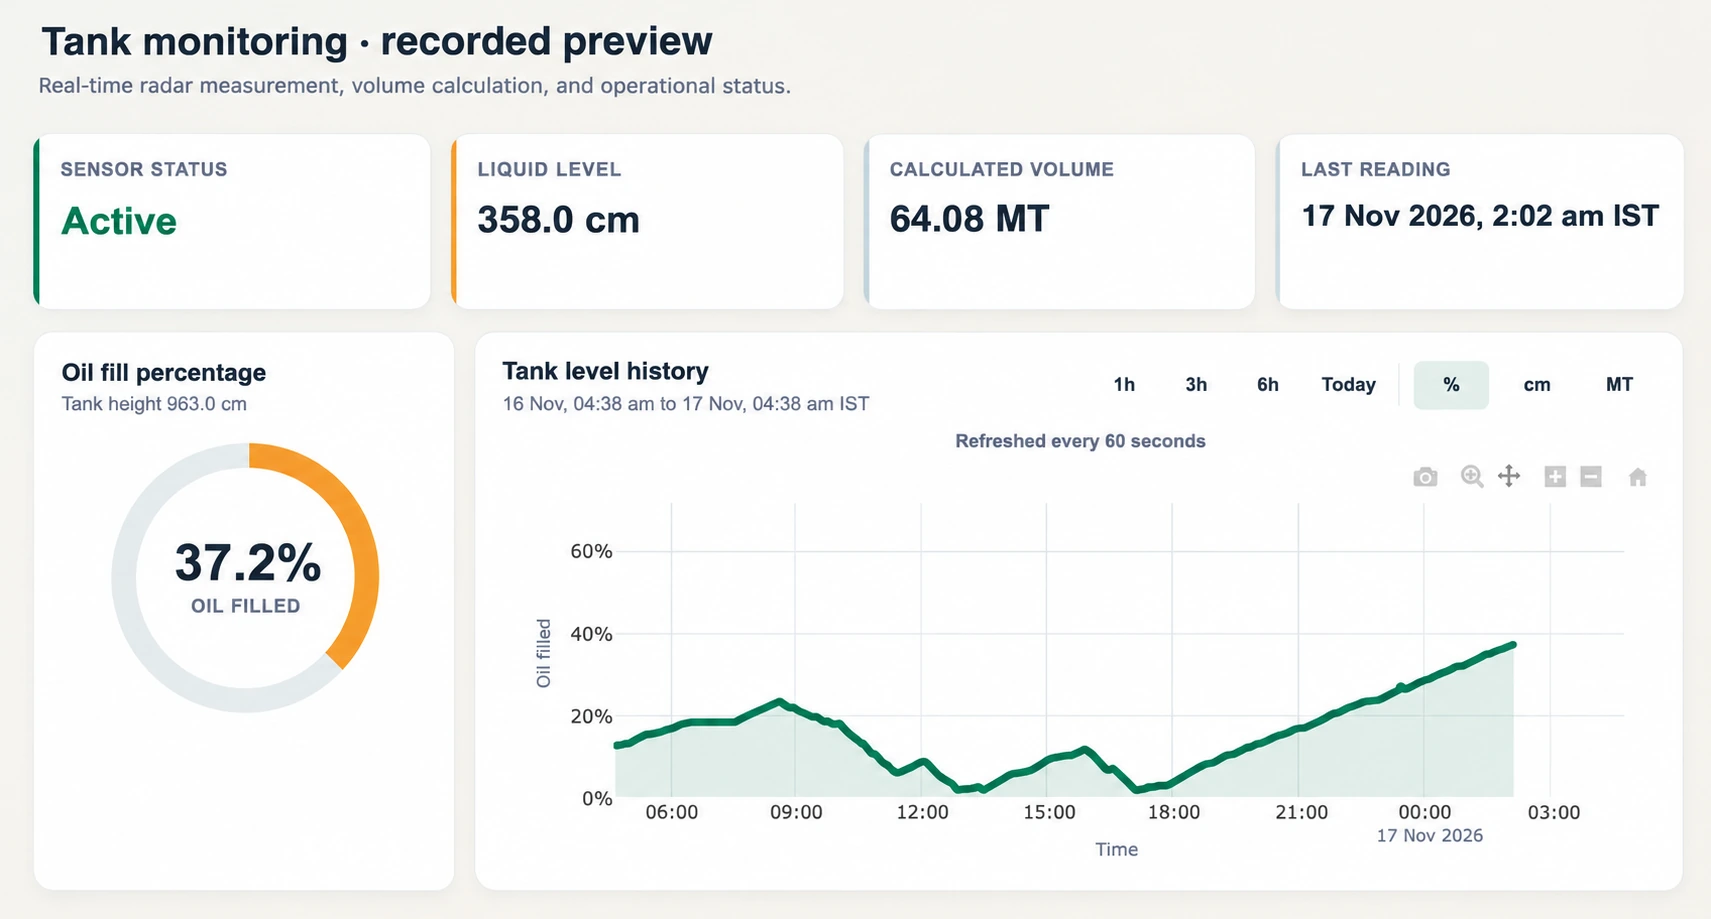 Tank monitoring · recorded preview
Real-time radar measurement, volume calculation, and operational status.
SENSOR STATUS
Active
LIQUID LEVEL
358.0 cm
CALCULATED VOLUME
64.08 MT
LAST READING
17 Nov 2026, 2:02 am IST
Oil fill percentage
Tank height 963.0 cm
37.2%
OIL FILLED
Tank level history
16 Nov, 04:38 am to 17 Nov, 04:38 am IST
1h 3h 6h Today % cm MT
Refreshed every 60 seconds
Oil filled
60%
40%
20%
0%
06:00 09:00 12:00 15:00 18:00 21:00 00:00 03:00
17 Nov 2026
Time